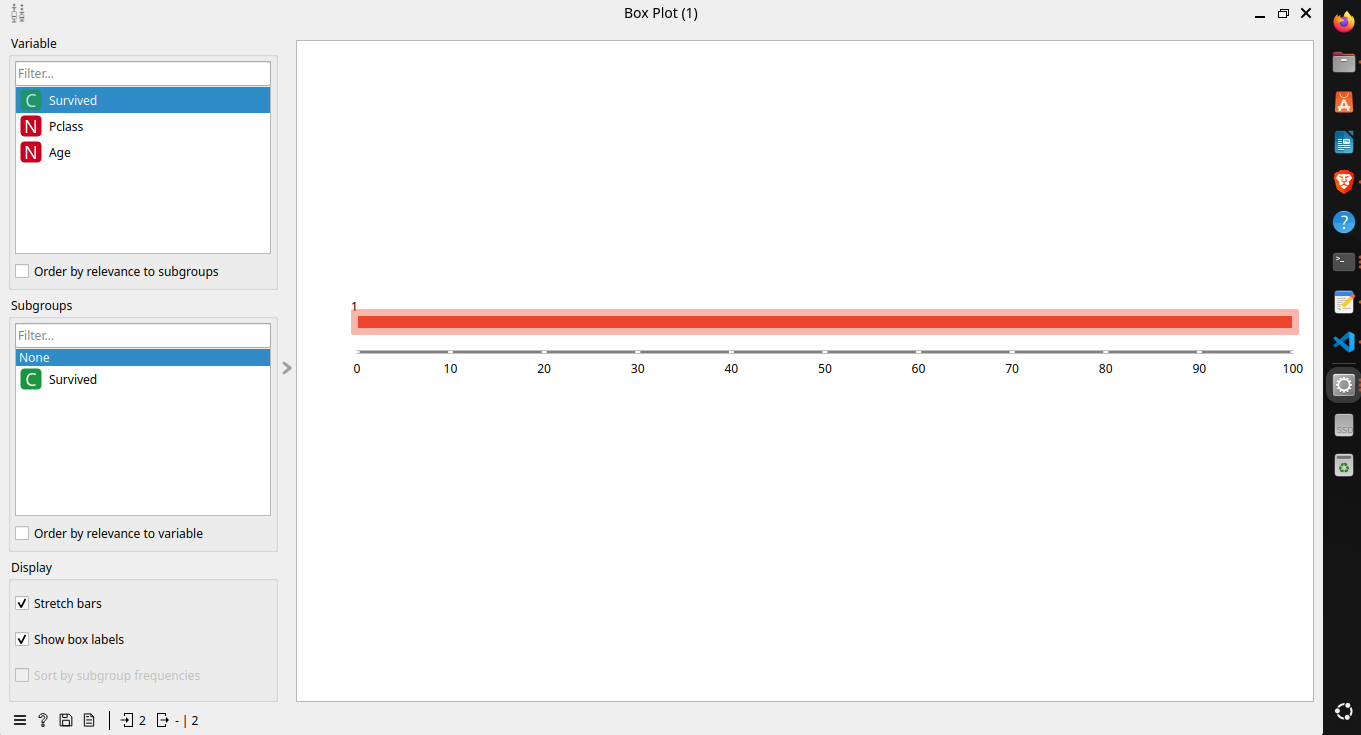 Box Plot (1)
Variable
Filter...
C Survived
N Pclass
N Age
Order by relevance to subgroups
Subgroups
Filter...
None
C Survived
Order by relevance to variable
Display
Stretch bars
Show box labels
Sort by subgroup frequencies
2 - | 2
1
0 10 20 30 40 50 60 70 80 90 100
SSD